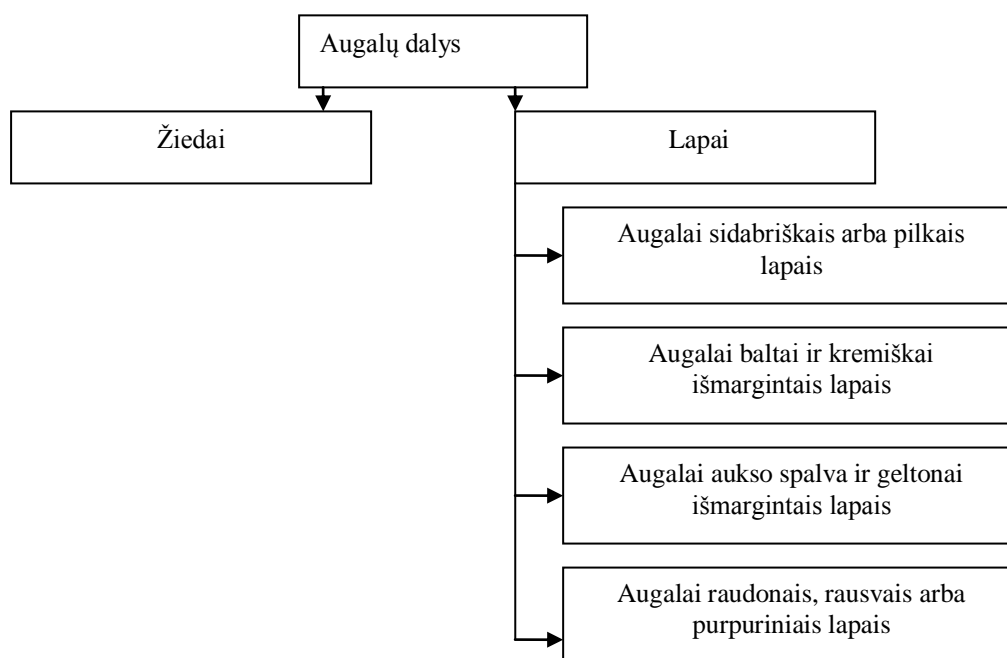 Augalų dalys
Žiedai
Lapai
Augalai sidabriškais arba pilkais
lapais
Augalai baltai ir kremiškai
išmargintais lapais
Augalai aukso spalva ir geltonai
išmargintais lapais
Augalai raudonais, rausvais arba
purpuriniais lapais